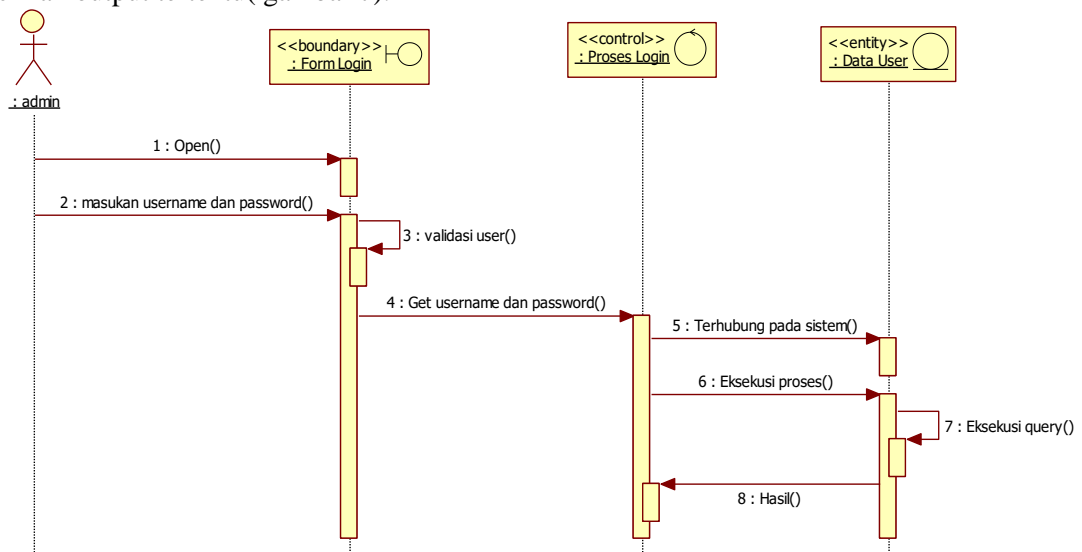 <<boundary>>
: Form Login
<<control>>
: Proses Login
<<entity>>
: Data User
: admin
1 : Open()
2 : masukan username dan password()
3 : validasi user()
4 : Get username dan password()
5 : Terhubung pada sistem()
6 : Eksekusi proses()
7 : Eksekusi query()
8 : Hasil()